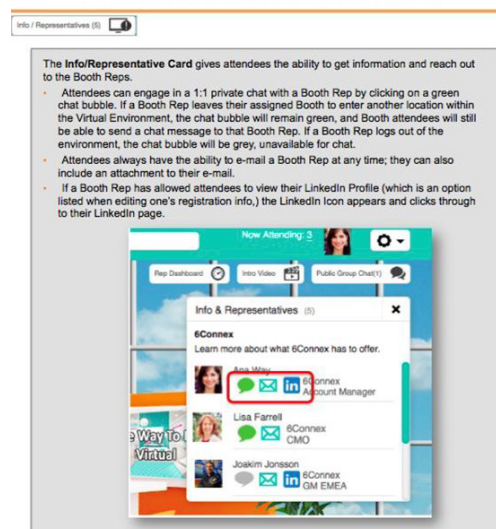 Info / Representatives (5)
The Info/Representative Card gives attendees the ability to get information and reach out
to the Booth Reps.
• Attendees can engage in a 1:1 private chat with a Booth Rep by clicking on a green
chat bubble. If a Booth Rep leaves their assigned Booth to enter another location within
the Virtual Environment, the chat bubble will remain green, and Booth attendees will still
be able to send a chat message to that Booth Rep. If a Booth Rep logs out of the
environment, the chat bubble will be grey, unavailable for chat.
• Attendees always have the ability to e-mail a Booth Rep at any time; they can also
include an attachment to their e-mail.
• If a Booth Rep has allowed attendees to view their LinkedIn Profile (which is an option
listed when editing one's registration info,) the LinkedIn Icon appears and clicks through
to their LinkedIn page.
Now Attending: 3
Rep Dashboard
Intro Video
Public Group Chat(1)
Info & Representatives (5)
6Connex
Learn more about what 6Connex has to offer.
Ana Way
in
6Connex
Account Manager
Lisa Farrell
6Connex
CMO
Joakim Jonsson
in
6Connex
GM EMEA
Way To
Virtual